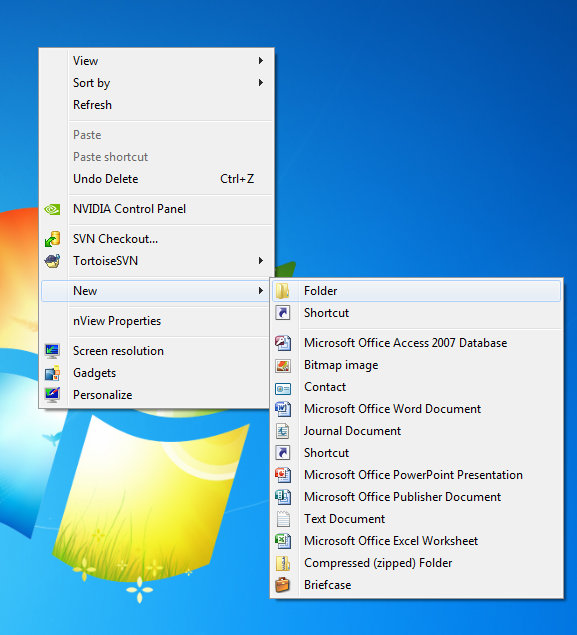 View
Sort by
Refresh
Paste
Paste shortcut
Undo Delete Ctrl+Z
NVIDIA Control Panel
SVN Checkout...
TortoiseSVN
New
nView Properties
Screen resolution
Gadgets
Personalize
Folder
Shortcut
Microsoft Office Access 2007 Database
Bitmap image
Contact
Microsoft Office Word Document
Journal Document
Shortcut
Microsoft Office PowerPoint Presentation
Microsoft Office Publisher Document
Text Document
Microsoft Office Excel Worksheet
Compressed (zipped) Folder
Briefcase